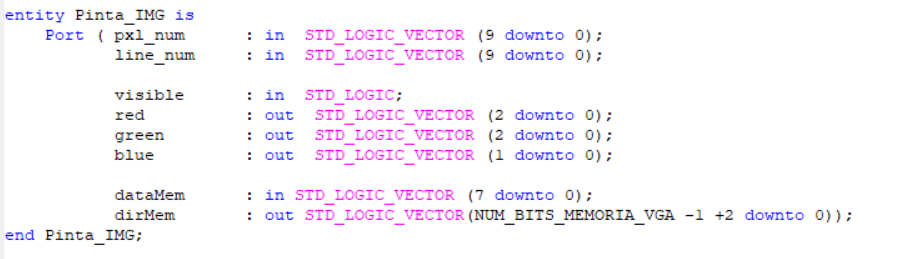 entity Pinta_IMG is
Port ( pxl_num : in STD_LOGIC_VECTOR (9 downto 0);
line_num : in STD_LOGIC_VECTOR (9 downto 0);
visible : in STD_LOGIC;
red : out STD_LOGIC_VECTOR (2 downto 0);
green : out STD_LOGIC_VECTOR (2 downto 0);
blue : out STD_LOGIC_VECTOR (1 downto 0);
dataMem : in STD_LOGIC_VECTOR (7 downto 0);
dirMem : out STD_LOGIC_VECTOR(NUM_BITS_MEMORIA_VGA -1 +2 downto 0));
end Pinta_IMG;